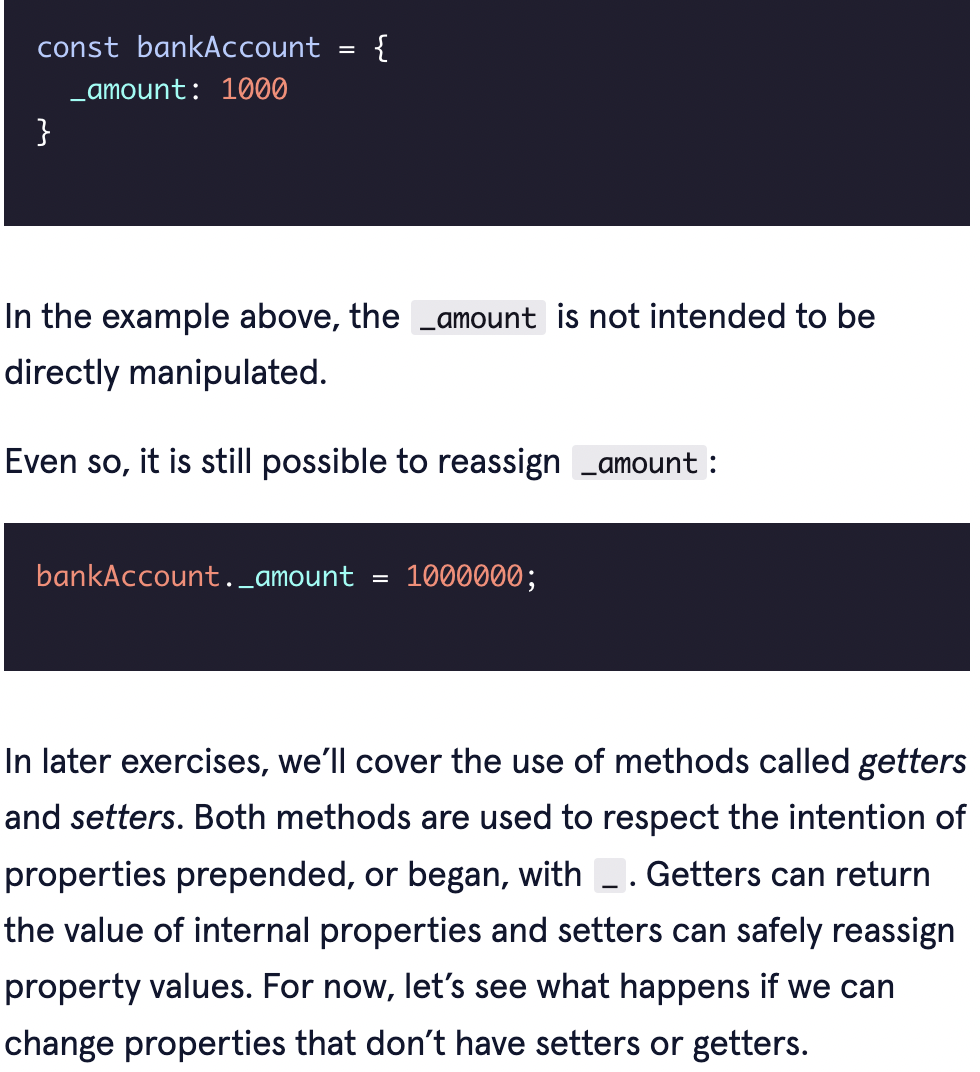 const bankAccount = {
  _amount: 1000
}
In the example above, the _amount is not intended to be
directly manipulated.
Even so, it is still possible to reassign _amount:
bankAccount._amount = 1000000;
In later exercises, we’ll cover the use of methods called getters
and setters. Both methods are used to respect the intention of
properties prepended, or began, with _. Getters can return
the value of internal properties and setters can safely reassign
property values. For now, let’s see what happens if we can
change properties that don’t have setters or getters.